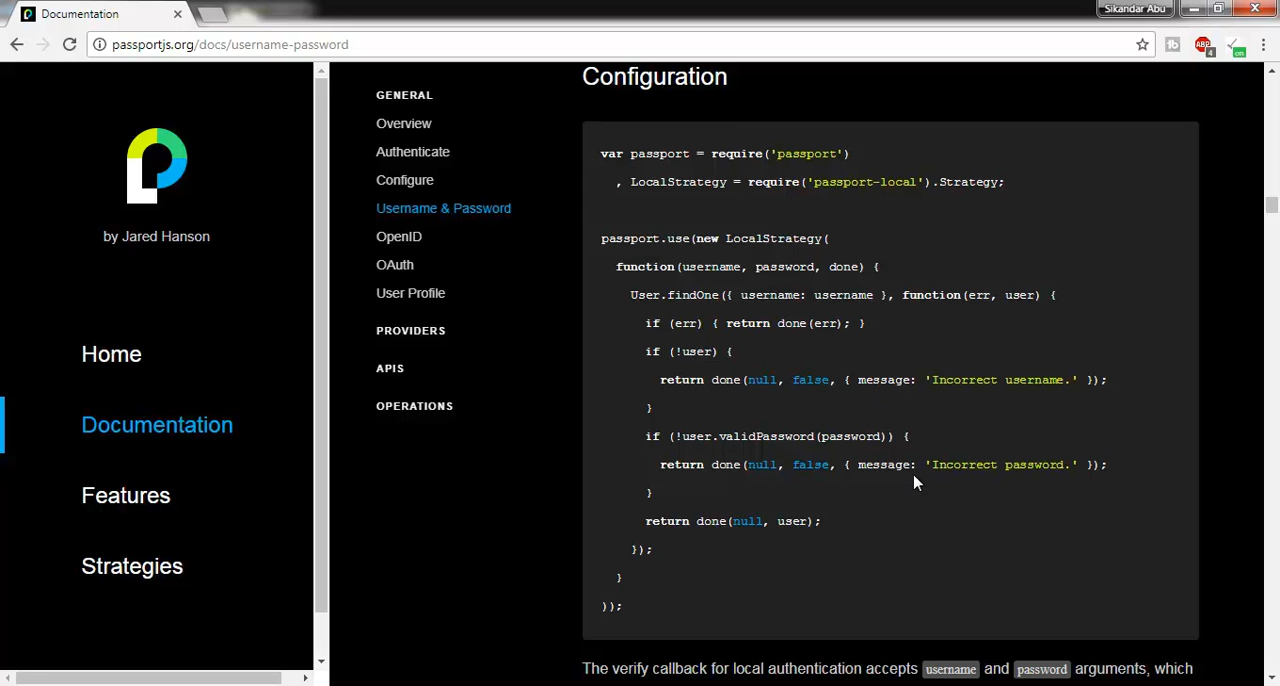 Documentation
Sikandar Abu
passportjs.org/docs/username-password
ABP
4
on
by Jared Hanson
Home
Documentation
Features
Strategies
GENERAL
Overview
Authenticate
Configure
Username & Password
OpenID
OAuth
User Profile
PROVIDERS
APIS
OPERATIONS
Configuration
var passport = require('passport')
, LocalStrategy = require('passport-local').Strategy;
passport.use(new LocalStrategy(
function(username, password, done) {
User.findOne({ username: username }, function(err, user) {
if (err) { return done(err); }
if (!user) {
return done(null, false, { message: 'Incorrect username.' });
}
if (!user.validPassword(password)) {
return done(null, false, { message: 'Incorrect password.' });
}
return done(null, user);
});
}
));
The verify callback for local authentication accepts username and password arguments, which